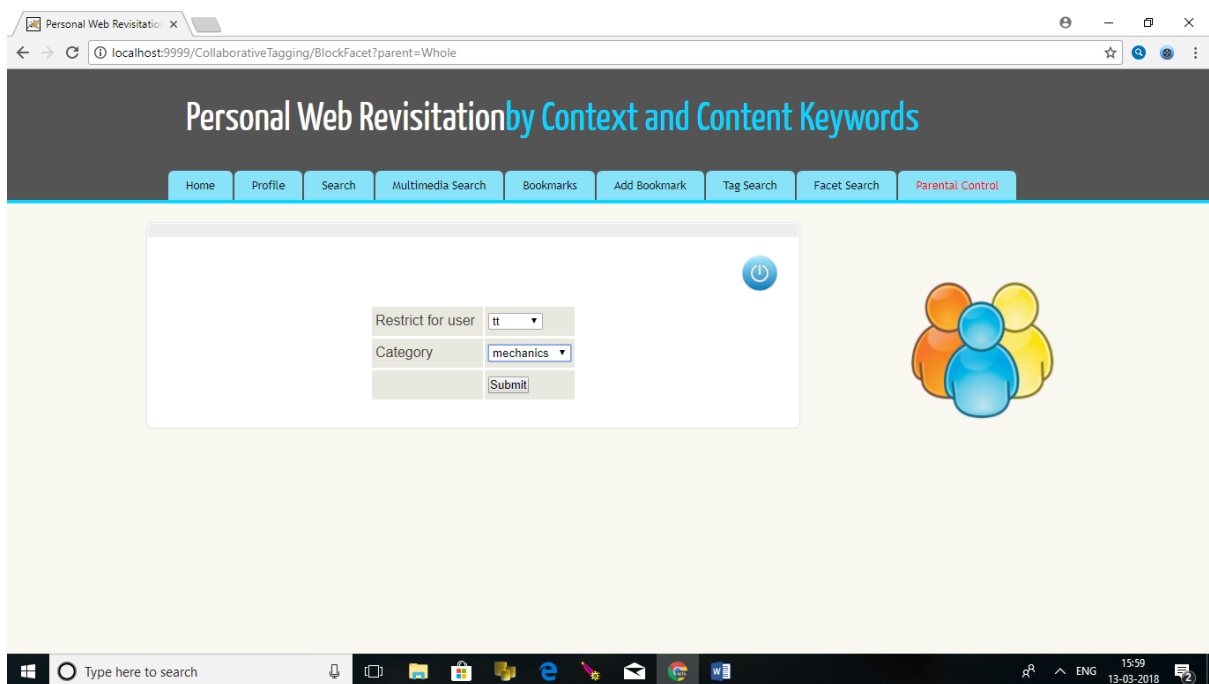 Personal Web Revisitatio
localhost:9999/CollaborativeTagging/BlockFacet?parent=Whole
Personal Web Revisitationby Context and Content Keywords
Home Profile Search Multimedia Search Bookmarks Add Bookmark Tag Search Facet Search Parental Control
Restrict for user tt
Category mechanics
Submit
Type here to search
ENG
15:59
13-03-2018
2